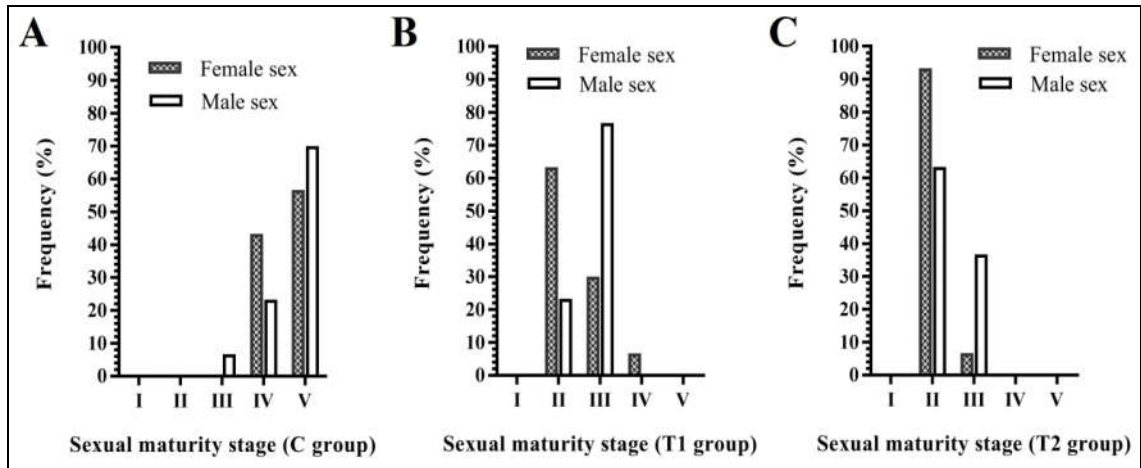 A
Female sex
Male sex
Frequency (%)
100
90
80
70
60
50
40
30
20
10
0
I II III IV V
Sexual maturity stage (C group)
B
Female sex
Male sex
Frequency (%)
100
90
80
70
60
50
40
30
20
10
0
I II III IV V
Sexual maturity stage (T1 group)
C
Female sex
Male sex
Frequency (%)
100
90
80
70
60
50
40
30
20
10
0
I II III IV V
Sexual maturity stage (T2 group)